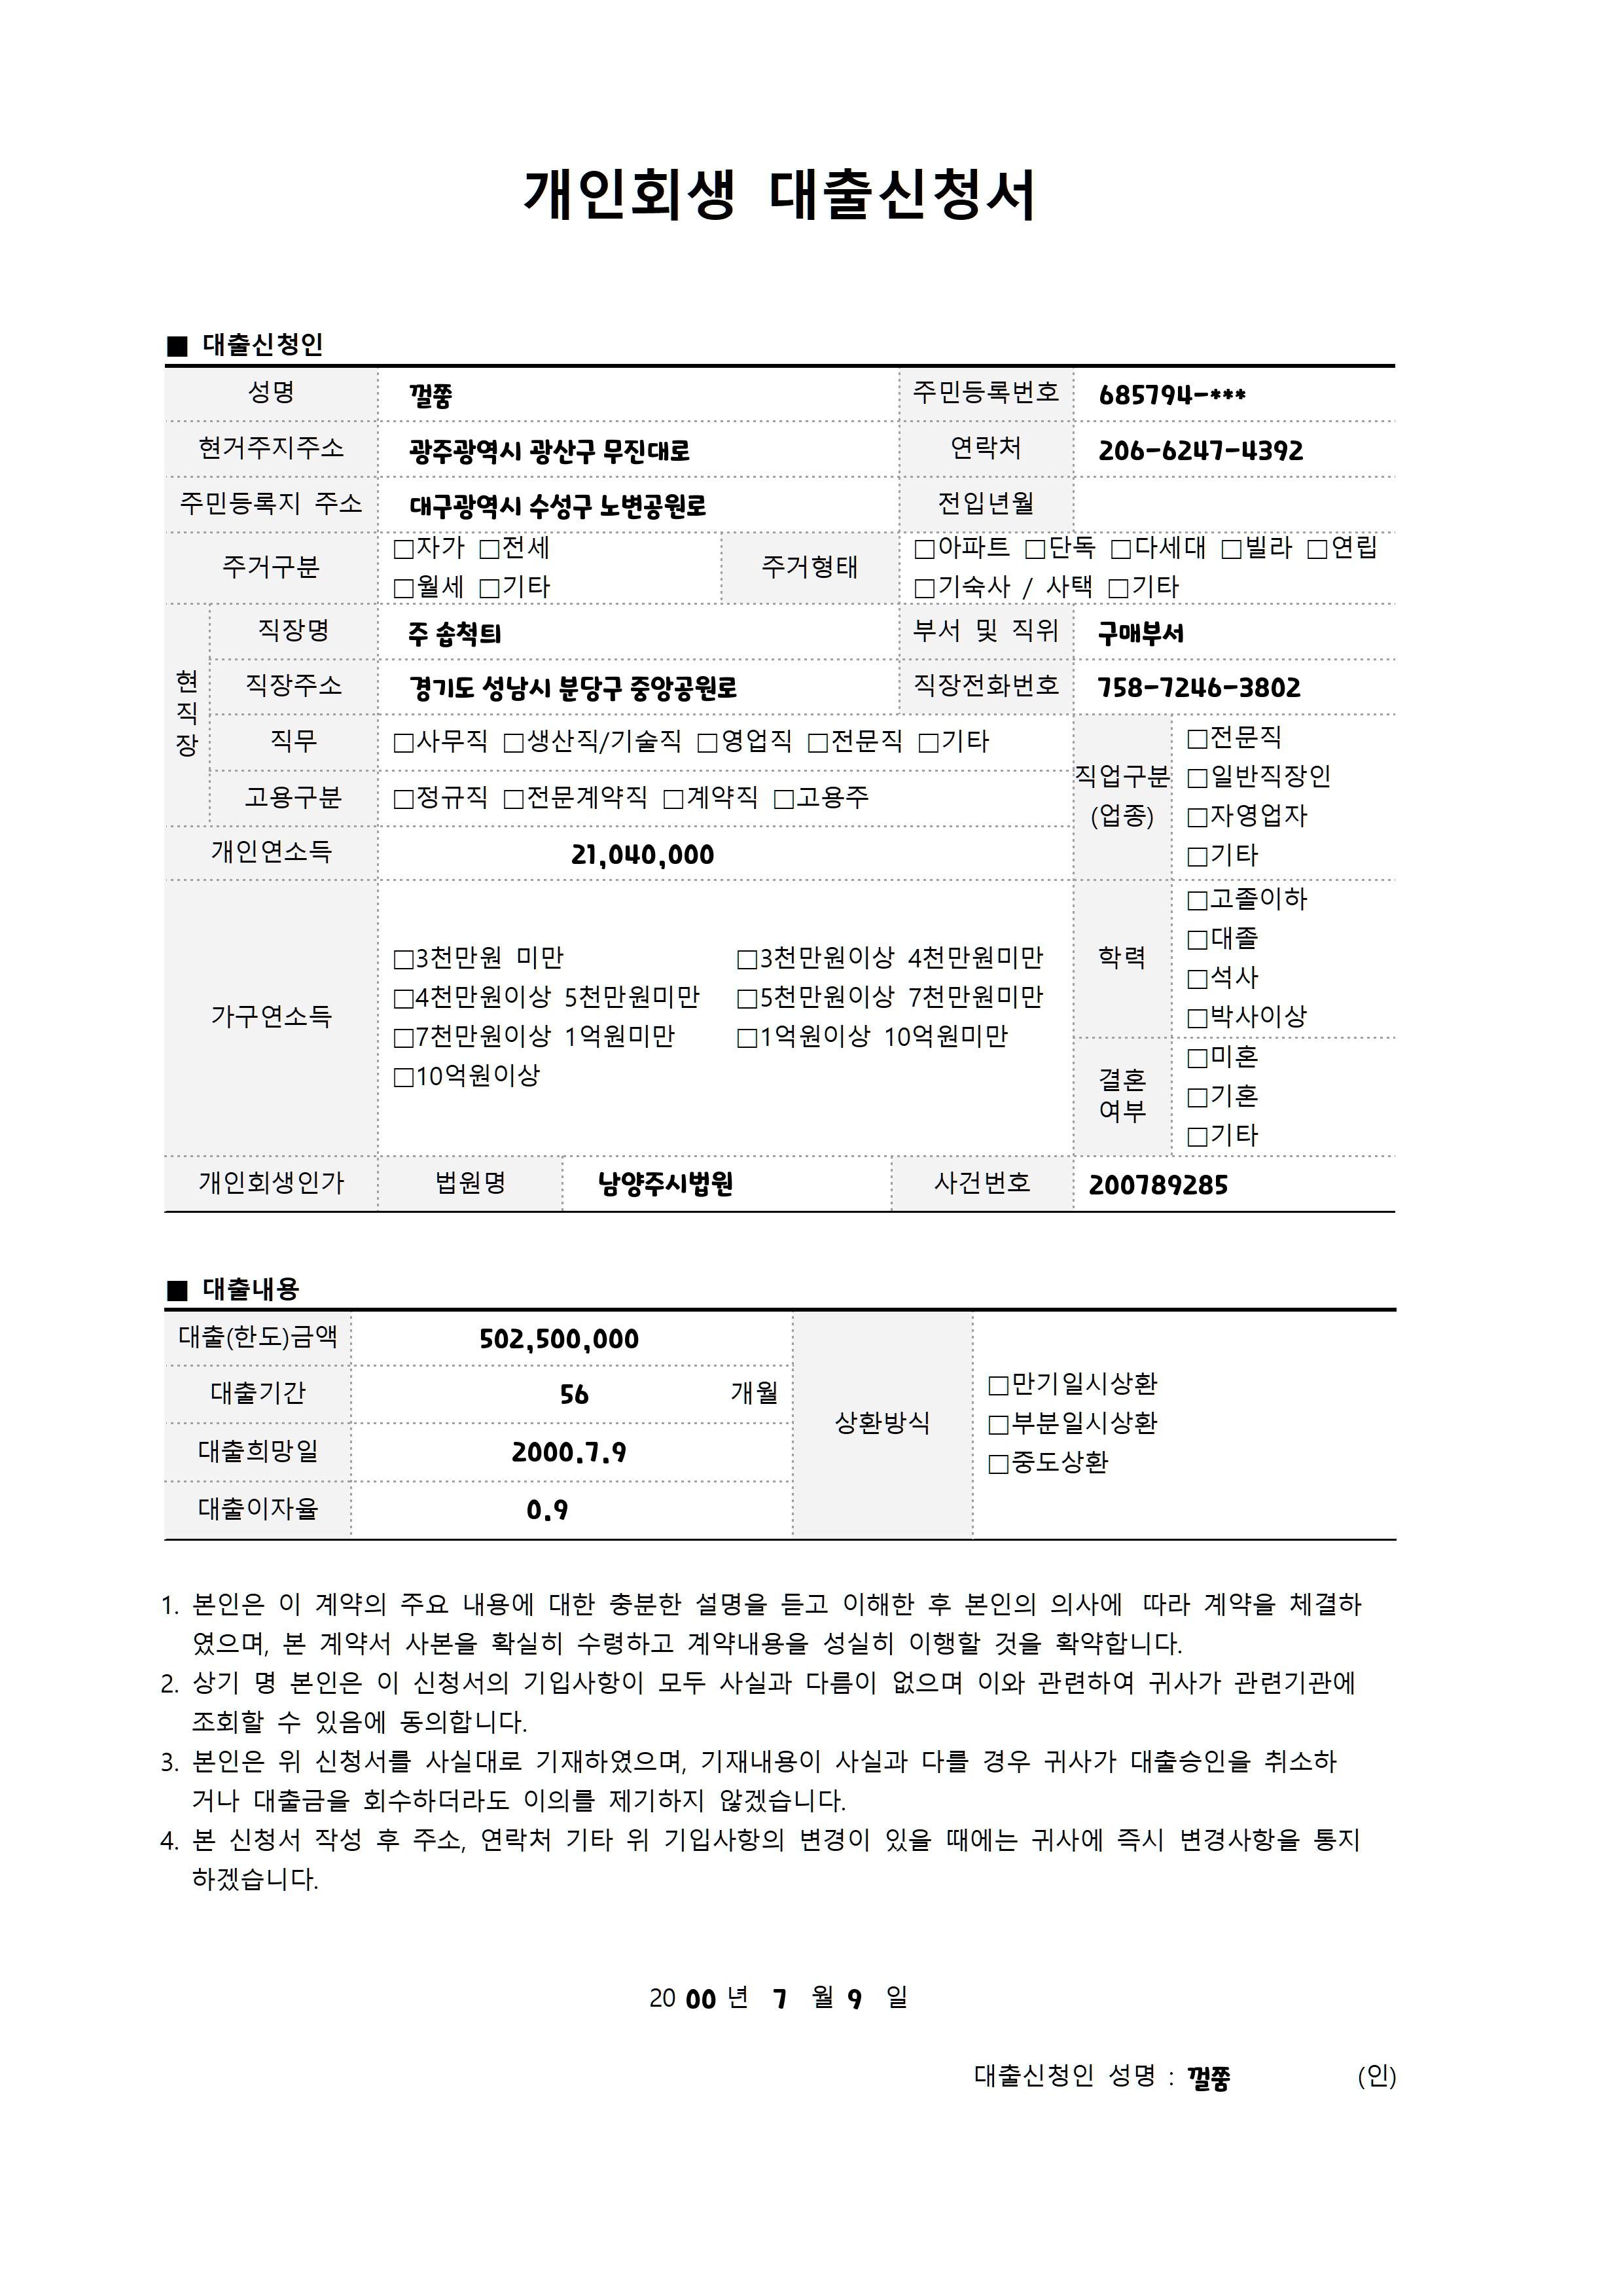 개인회생 대출신청서
■ 대출신청인
성명 껄쭝 주민등록번호 685794-***
현거주지주소 광주광역시 광산구 무진대로 연락처 206-6247-4392
주민등록지 주소 대구광역시 수성구 노변공원로 전입년월
주거구분 □자가 □전세 주거형태 □아파트 □단독 □다세대 □빌라 □연립
□월세 □기타 □기숙사 / 사택 □기타
현직장 직장명 주 솝척틔 부서 및 직위 구매부서
직장주소 경기도 성남시 분당구 중앙공원로 직장전화번호 758-7246-3802
직무 □사무직 □생산직/기술직 □영업직 □전문직 □기타
고용구분 □정규직 □전문계약직 □계약직 □고용주
직업구분
(업종)
□전문직
□일반직장인
□자영업자
□기타
개인연소득 21,040,000
가구연소득
□3천만원 미만 □3천만원이상 4천만원미만
□4천만원이상 5천만원미만 □5천만원이상 7천만원미만
□7천만원이상 1억원미만 □1억원이상 10억원미만
□10억원이상
학력
□고졸이하
□대졸
□석사
□박사이상
결혼
여부
□미혼
□기혼
□기타
개인회생인가 법원명 남양주시법원 사건번호 200789285
■ 대출내용
대출(한도)금액 502,500,000
대출기간 56 개월
대출희망일 2000.7.9
대출이자율 0.9
상환방식
□만기일시상환
□부분일시상환
□중도상환
1. 본인은 이 계약의 주요 내용에 대한 충분한 설명을 듣고 이해한 후 본인의 의사에 따라 계약을 체결하
였으며, 본 계약서 사본을 확실히 수령하고 계약내용을 성실히 이행할 것을 확약합니다.
2. 상기 명 본인은 이 신청서의 기입사항이 모두 사실과 다름이 없으며 이와 관련하여 귀사가 관련기관에
조회할 수 있음에 동의합니다.
3. 본인은 위 신청서를 사실대로 기재하였으며, 기재내용이 사실과 다를 경우 귀사가 대출승인을 취소하
거나 대출금을 회수하더라도 이의를 제기하지 않겠습니다.
4. 본 신청서 작성 후 주소, 연락처 기타 위 기입사항의 변경이 있을 때에는 귀사에 즉시 변경사항을 통지
하겠습니다.
20 00 년 7 월 9 일
대출신청인 성명 : 껄쭝 (인)